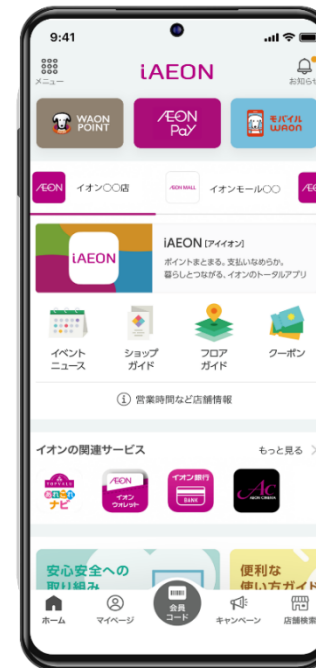 9:41
メニュー
iAEON
お知らせ
WAON
POINT
ÆON
Pay
モバイル
WAON
ÆON
イオン〇〇店
ÆON MALL
イオンモール〇〇
iAEON
iAEON [アイイオン]
ポイントまとまる。支払いなめらか。
暮らしとつながる、イオンのトータルアプリ
イベント
ニュース
ショップ
ガイド
フロア
ガイド
クーポン
営業時間など店舗情報
イオンの関連サービス
もっと見る
ナビ
ÆON
イオン
ウォレット
イオン銀行
BANK
AC
AEON CINEMA
安心安全への
取り組み
便利な
使い方ガイド
ホーム
マイページ
会員
コード
キャンペーン
店舗検索